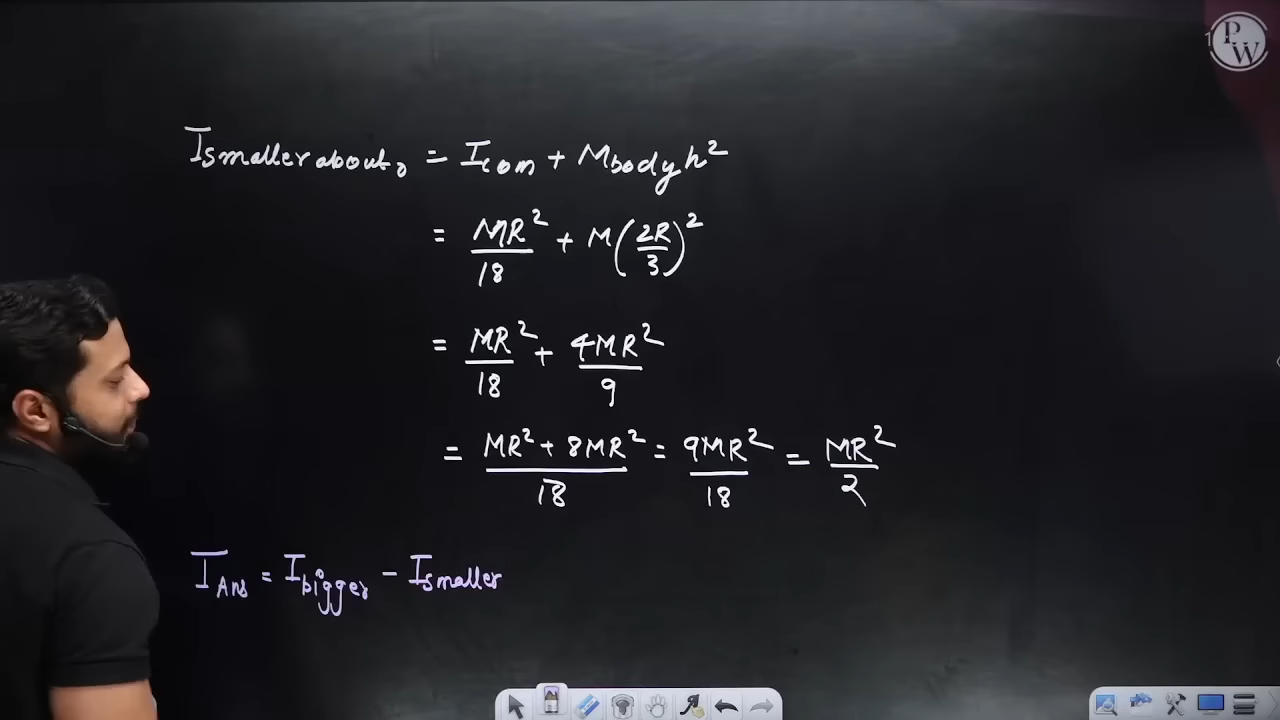 PW
I smaller about o = I com + M body h²
= MR²/18 + M(2R/3)²
= MR²/18 + 4MR²/9
= MR² + 8MR²/18 = 9MR²/18 = MR²/2
I Ans = I bigger - I smaller